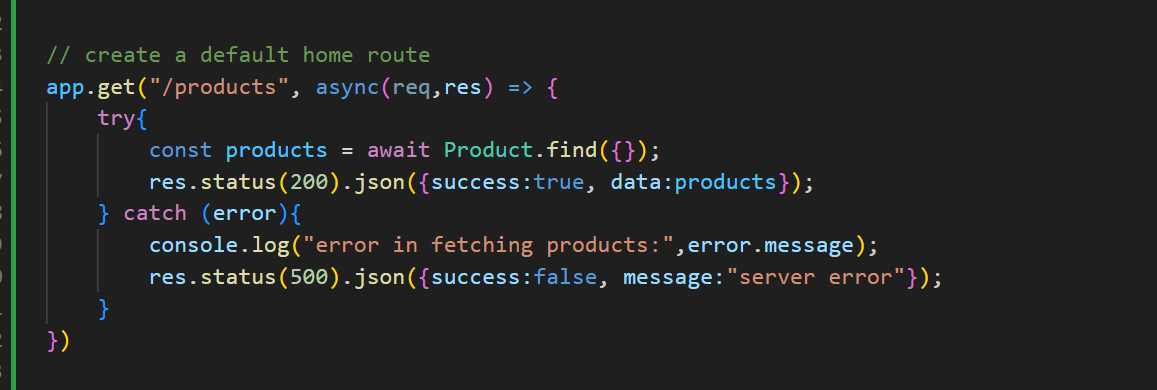 // create a default home route
app.get("/products", async(req,res) => {
    try{
        const products = await Product.find({});
        res.status(200).json({success:true, data:products});
    } catch (error){
        console.log("error in fetching products:",error.message);
        res.status(500).json({success:false, message:"server error"});
    }
})